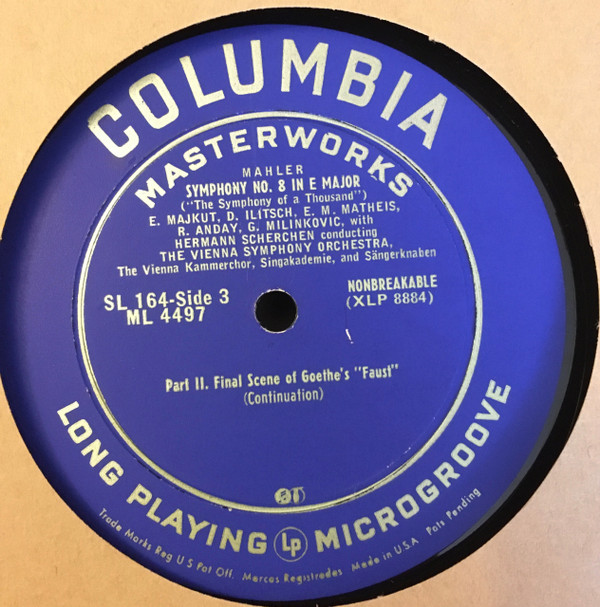 COLUMBIA
MASTERWORKS
MAHLER
SYMPHONY NO. 8 IN E MAJOR
("The Symphony of a Thousand")
E. MAJKUT, D. ILITSCH, E. M. MATHEIS,
R. ANDAY, G. MILINKOVIC, with
HERMANN SCHERCHEN conducting
THE VIENNA SYMPHONY ORCHESTRA,
The Vienna Kammerchor, Singakademie, and Sängerknaben
SL 164-Side 3
ML 4497
NONBREAKABLE
(XLP 8884)
Part II. Final Scene of Goethe's "Faust"
(Continuation)
LONG PLAYING Lp MICROGROOVE
Trade Marks Reg U S Pat Off. Marcas Registradas Made in U.S.A Pats Pending